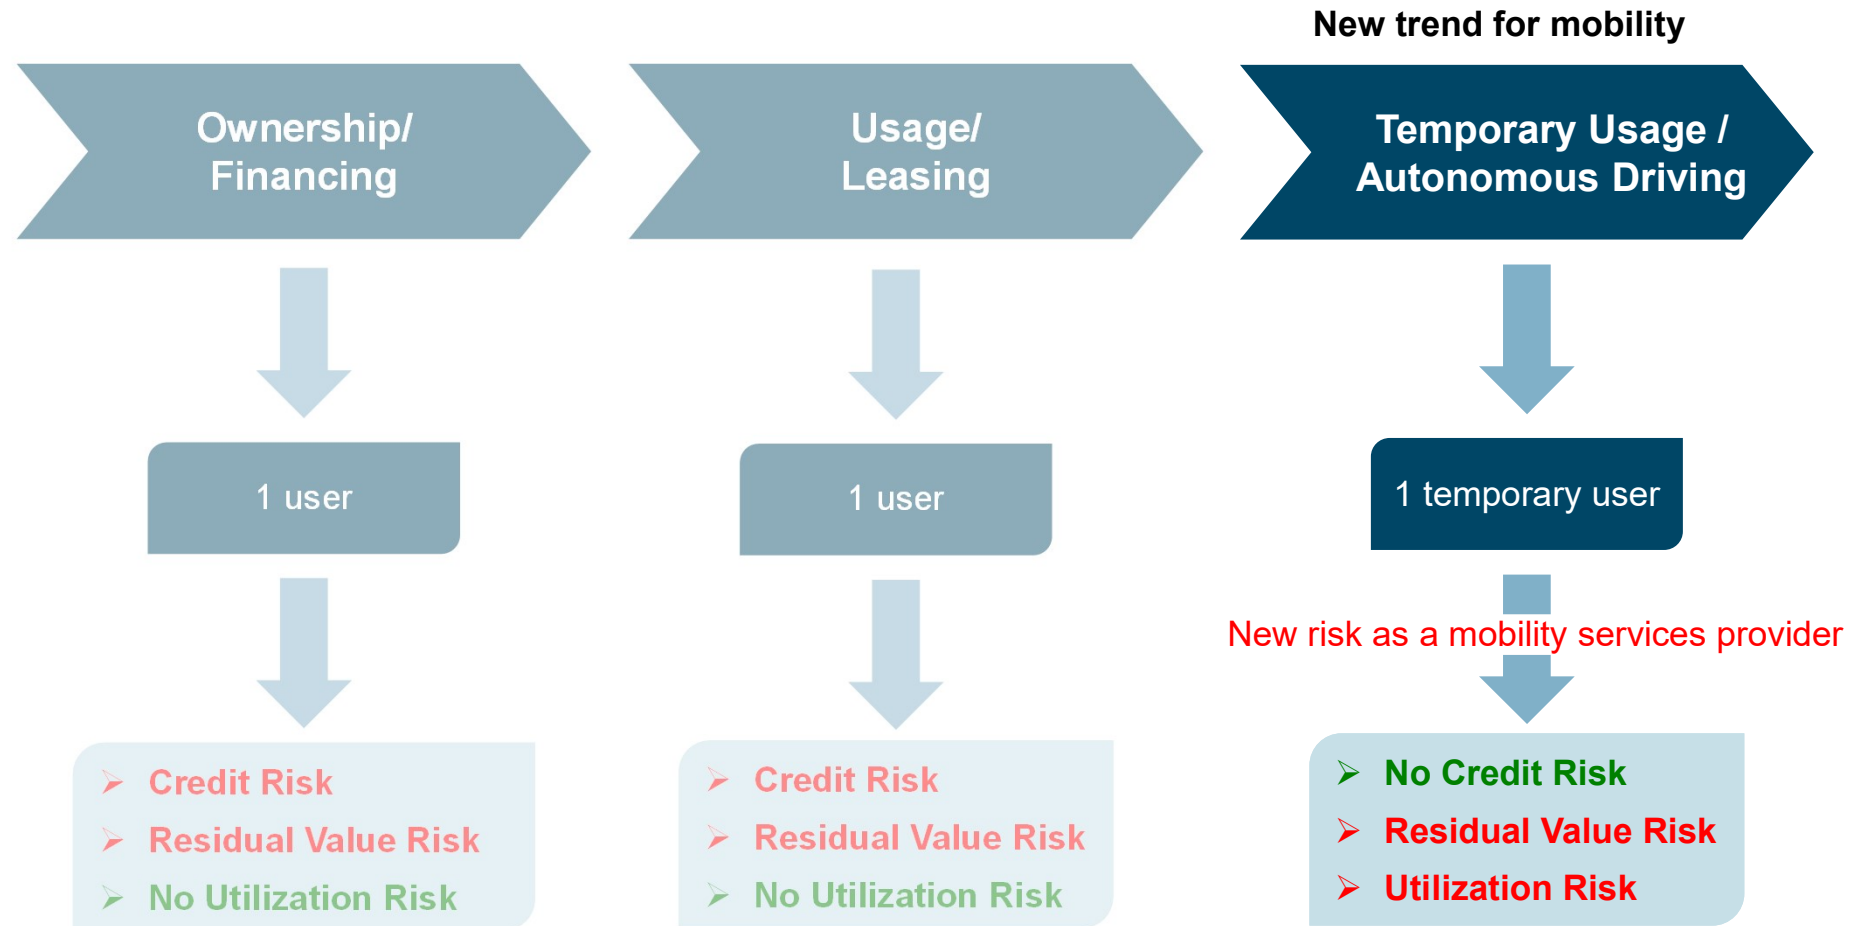 New trend for mobility
Ownership/
Financing
Usage/
Leasing
Temporary Usage /
Autonomous Driving
1 user
1 user
1 temporary user
New risk as a mobility services provider
Credit Risk
Residual Value Risk
No Utilization Risk
Credit Risk
Residual Value Risk
No Utilization Risk
No Credit Risk
Residual Value Risk
Utilization Risk